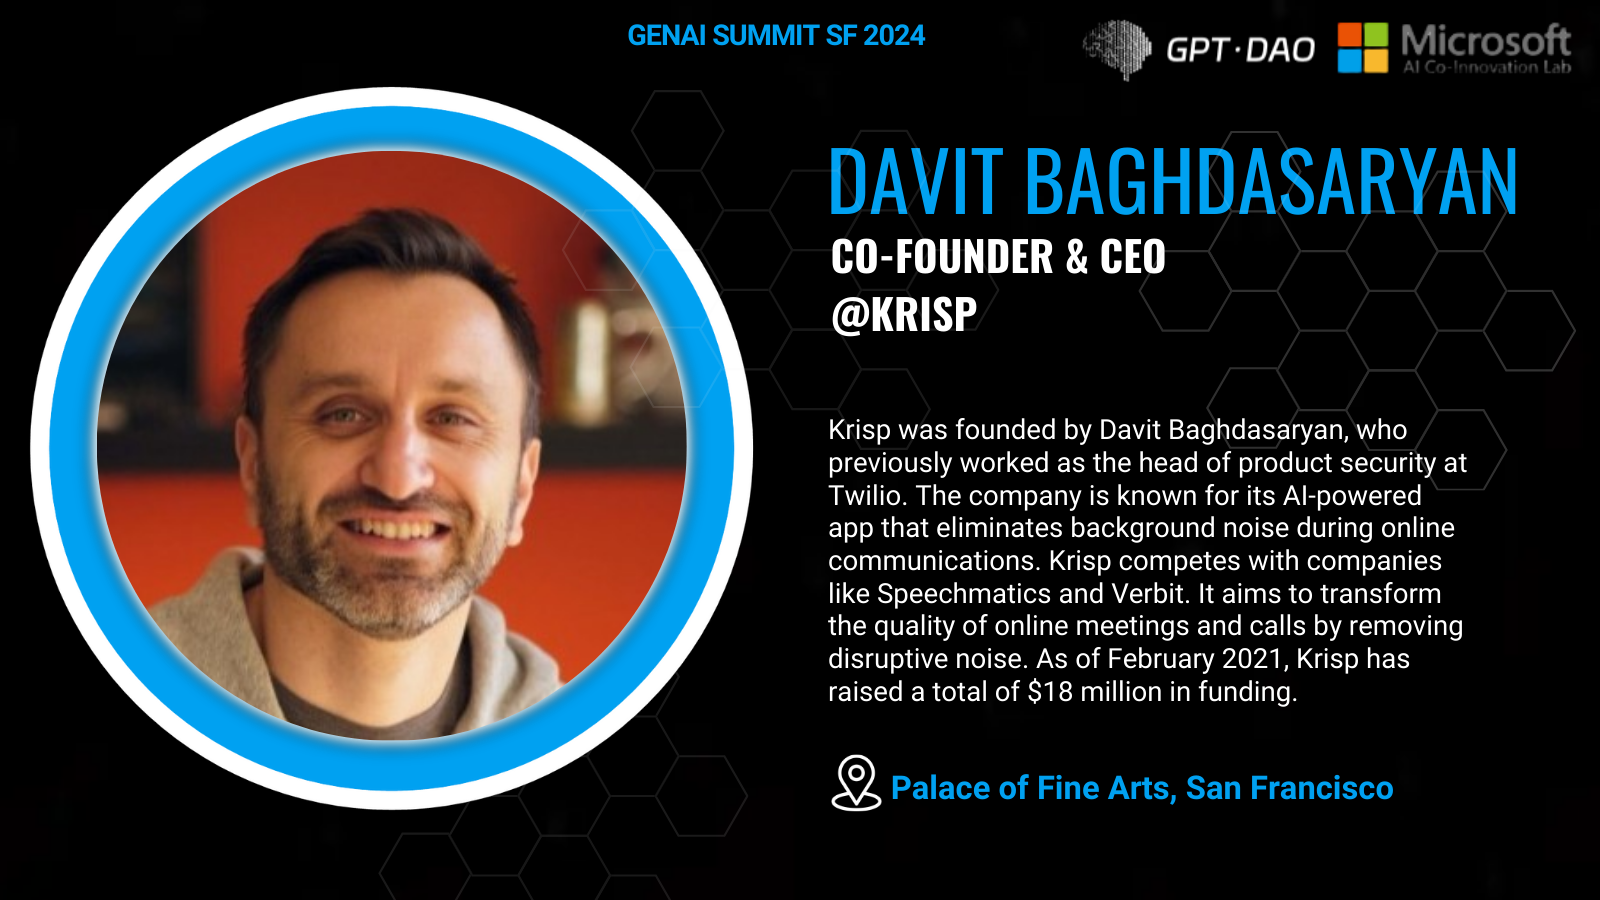 GENAI SUMMIT SF 2024
GPT·DAO
Microsoft
AI Co-Innovation Lab
DAVIT BAGHDASARYAN
CO-FOUNDER & CEO
@KRISP
Krisp was founded by Davit Baghdasaryan, who
previously worked as the head of product security at
Twilio. The company is known for its AI-powered
app that eliminates background noise during online
communications. Krisp competes with companies
like Speechmatics and Verbit. It aims to transform
the quality of online meetings and calls by removing
disruptive noise. As of February 2021, Krisp has
raised a total of $18 million in funding.
Palace of Fine Arts, San Francisco